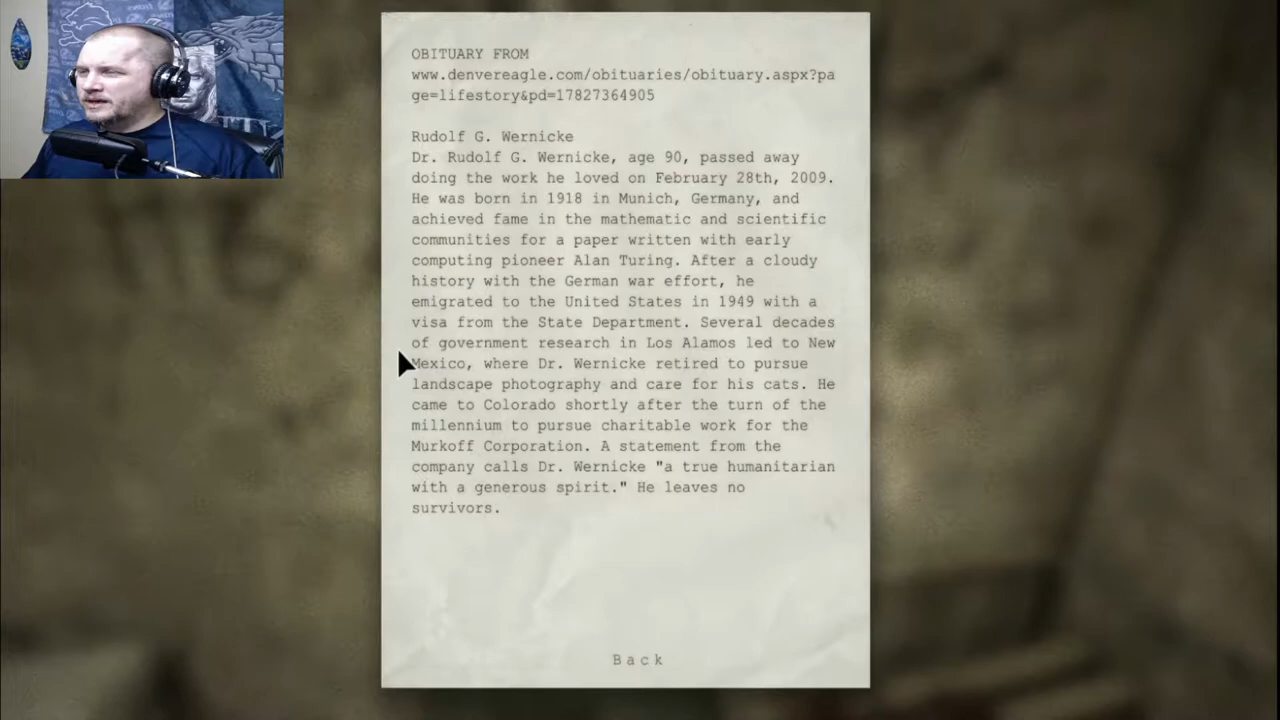 OBITUARY FROM
www.denvereagle.com/obituaries/obituary.aspx?pa
ge=lifestory&pd=17827364905
Rudolf G. Wernicke
Dr. Rudolf G. Wernicke, age 90, passed away
doing the work he loved on February 28th, 2009.
He was born in 1918 in Munich, Germany, and
achieved fame in the mathematic and scientific
communities for a paper written with early
computing pioneer Alan Turing. After a cloudy
history with the German war effort, he
emigrated to the United States in 1949 with a
visa from the State Department. Several decades
of government research in Los Alamos led to New
Mexico, where Dr. Wernicke retired to pursue
landscape photography and care for his cats. He
came to Colorado shortly after the turn of the
millennium to pursue charitable work for the
Murkoff Corporation. A statement from the
company calls Dr. Wernicke "a true humanitarian
with a generous spirit." He leaves no
survivors.
Back